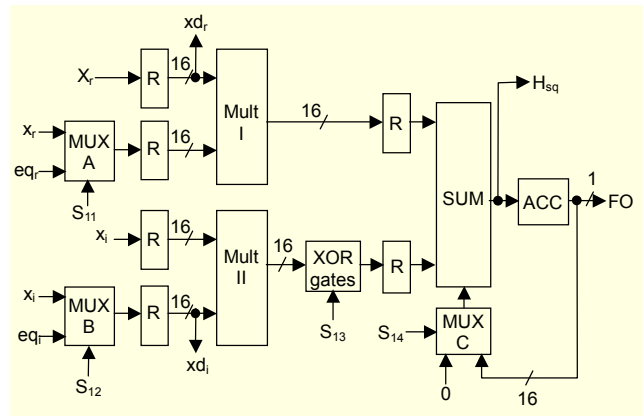 xdr
Xr
R
16
Mult
I
16
R
Hsq
xr
eqr
MUX
A
R
16
S11
SUM
ACC
1
FO
xi
R
16
Mult
II
16
XOR
gates
R
xi
eqi
MUX
B
R
16
S12
xdi
S13
S14
MUX
C
0
16